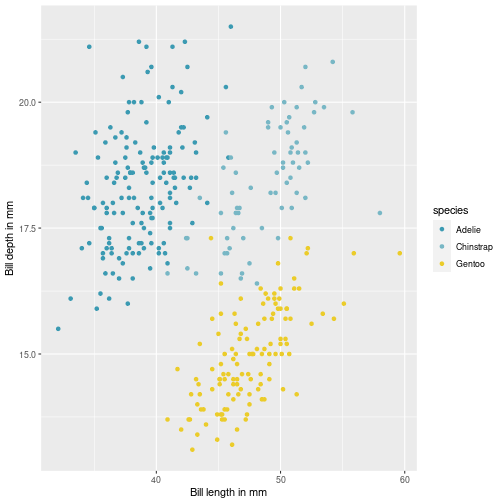 20.0
17.5
15.0
Bill depth in mm
40
50
60
Bill length in mm
species
Adelie
Chinstrap
Gentoo